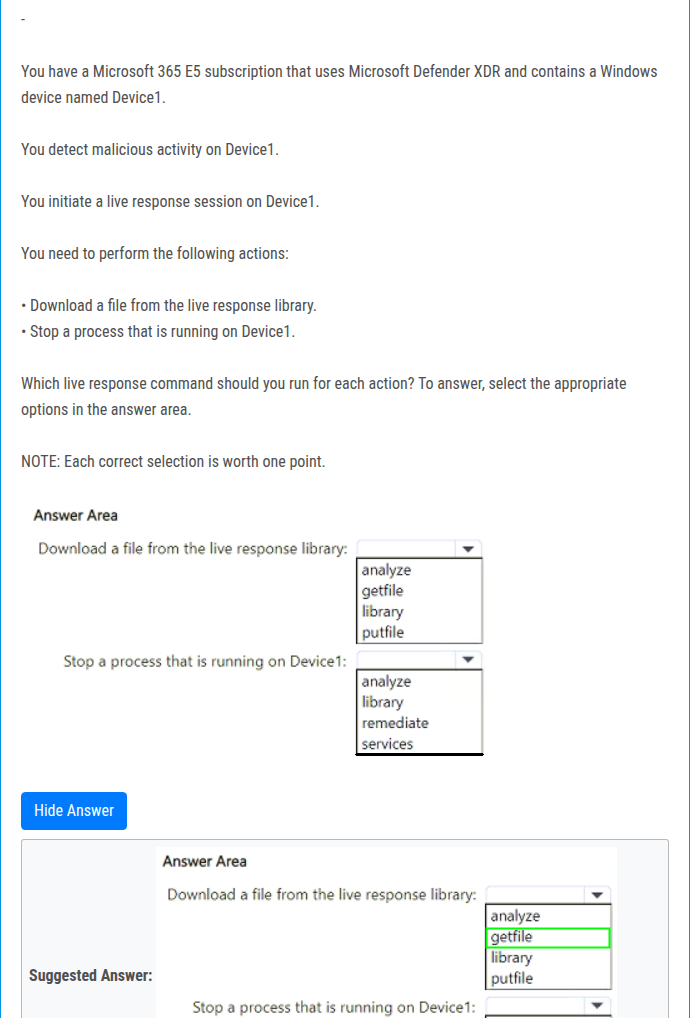 -
You have a Microsoft 365 E5 subscription that uses Microsoft Defender XDR and contains a Windows
device named Device1.
You detect malicious activity on Device1.
You initiate a live response session on Device1.
You need to perform the following actions:
• Download a file from the live response library.
• Stop a process that is running on Device1.
Which live response command should you run for each action? To answer, select the appropriate
options in the answer area.
NOTE: Each correct selection is worth one point.
Answer Area
Download a file from the live response library:
analyze
getfile
library
putfile
Stop a process that is running on Device1:
analyze
library
remediate
services
Hide Answer
Suggested Answer:
Answer Area
Download a file from the live response library:
analyze
getfile
library
putfile
Stop a process that is running on Device1: